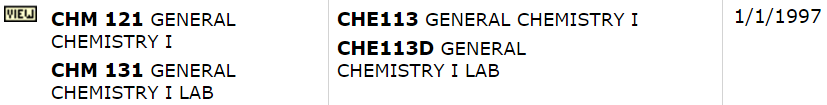 VIEW
CHM 121 GENERAL
CHEMISTRY I
CHM 131 GENERAL
CHEMISTRY I LAB
CHE113 GENERAL CHEMISTRY I
CHE113D GENERAL
CHEMISTRY I LAB
1/1/1997